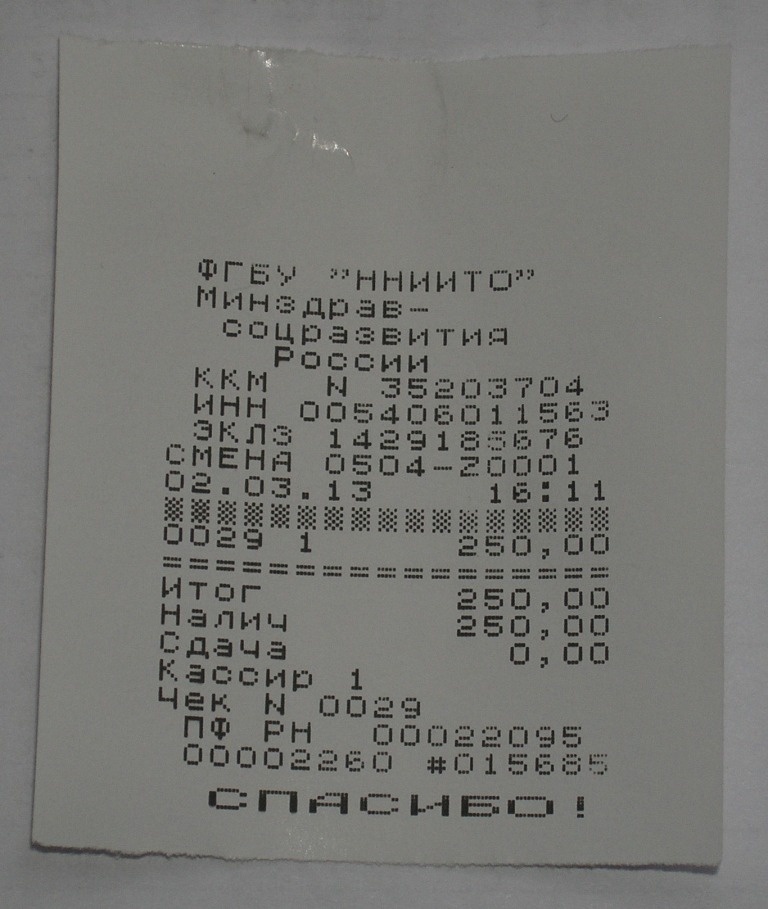 ФГБУ "ННИИТО"
Минздрав-
соцразвития
России
ККМ N 35203704
ИНН 005406011563
ЭКЛЗ 1429185676
СМЕНА 0504-Z0001
02.03.13 16:11
0029 1 250,00
Итог 250,00
Налич 250,00
Сдача 0,00
Кассир 1
Чек N 0029
ПФ РН 00022095
00002260 #015685
СПАСИБО!